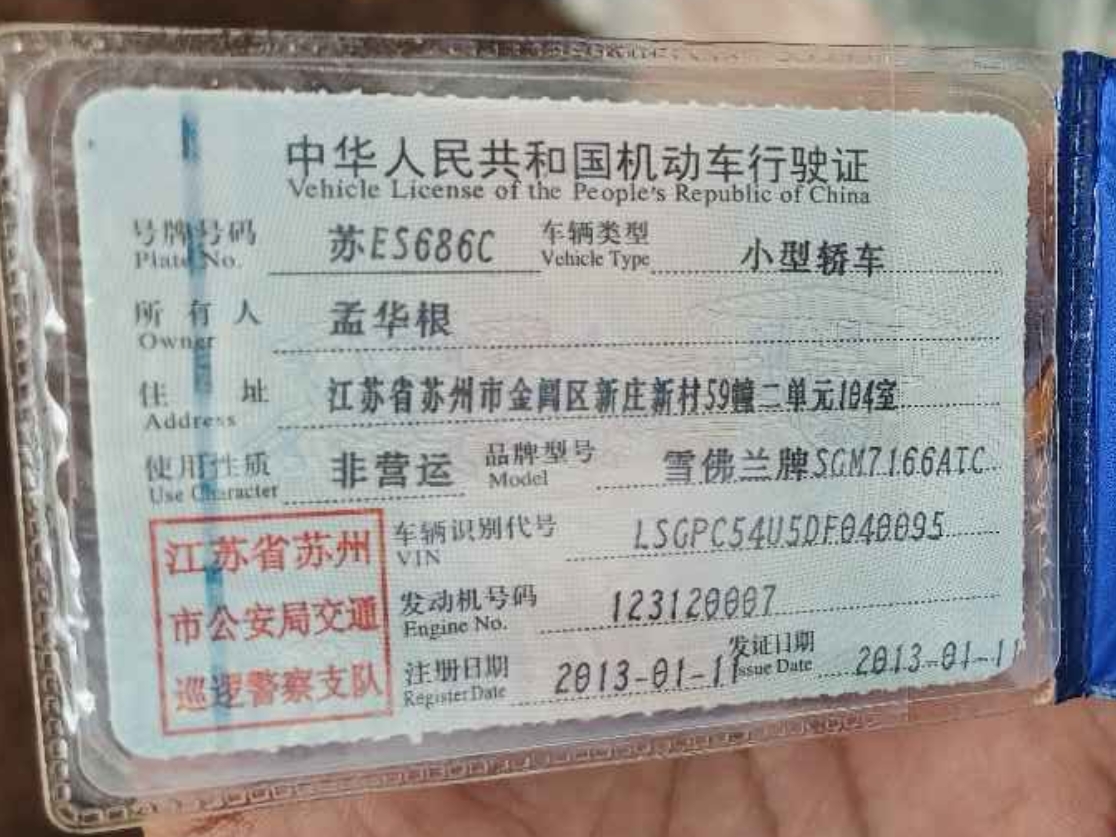 中华人民共和国机动车行驶证
Vehicle License of the People's Republic of China
号牌号码 苏ES686C 车辆类型 小型轿车
Plate No. Vehicle Type
所有人 孟华根
Owner
住址 江苏省苏州市金阊区新庄新村59幢二单元104室
Address
使用性质 非营运 品牌型号 雪佛兰牌SGM7166ATC
Use Character Model
江苏省苏州
市公安局交通
巡逻警察支队
车辆识别代号 LSGPC54U5DF040095
VIN
发动机号码 123120007
Engine No.
注册日期 2013-01-11 发证日期 2013-01-11
Register Date Issue Date